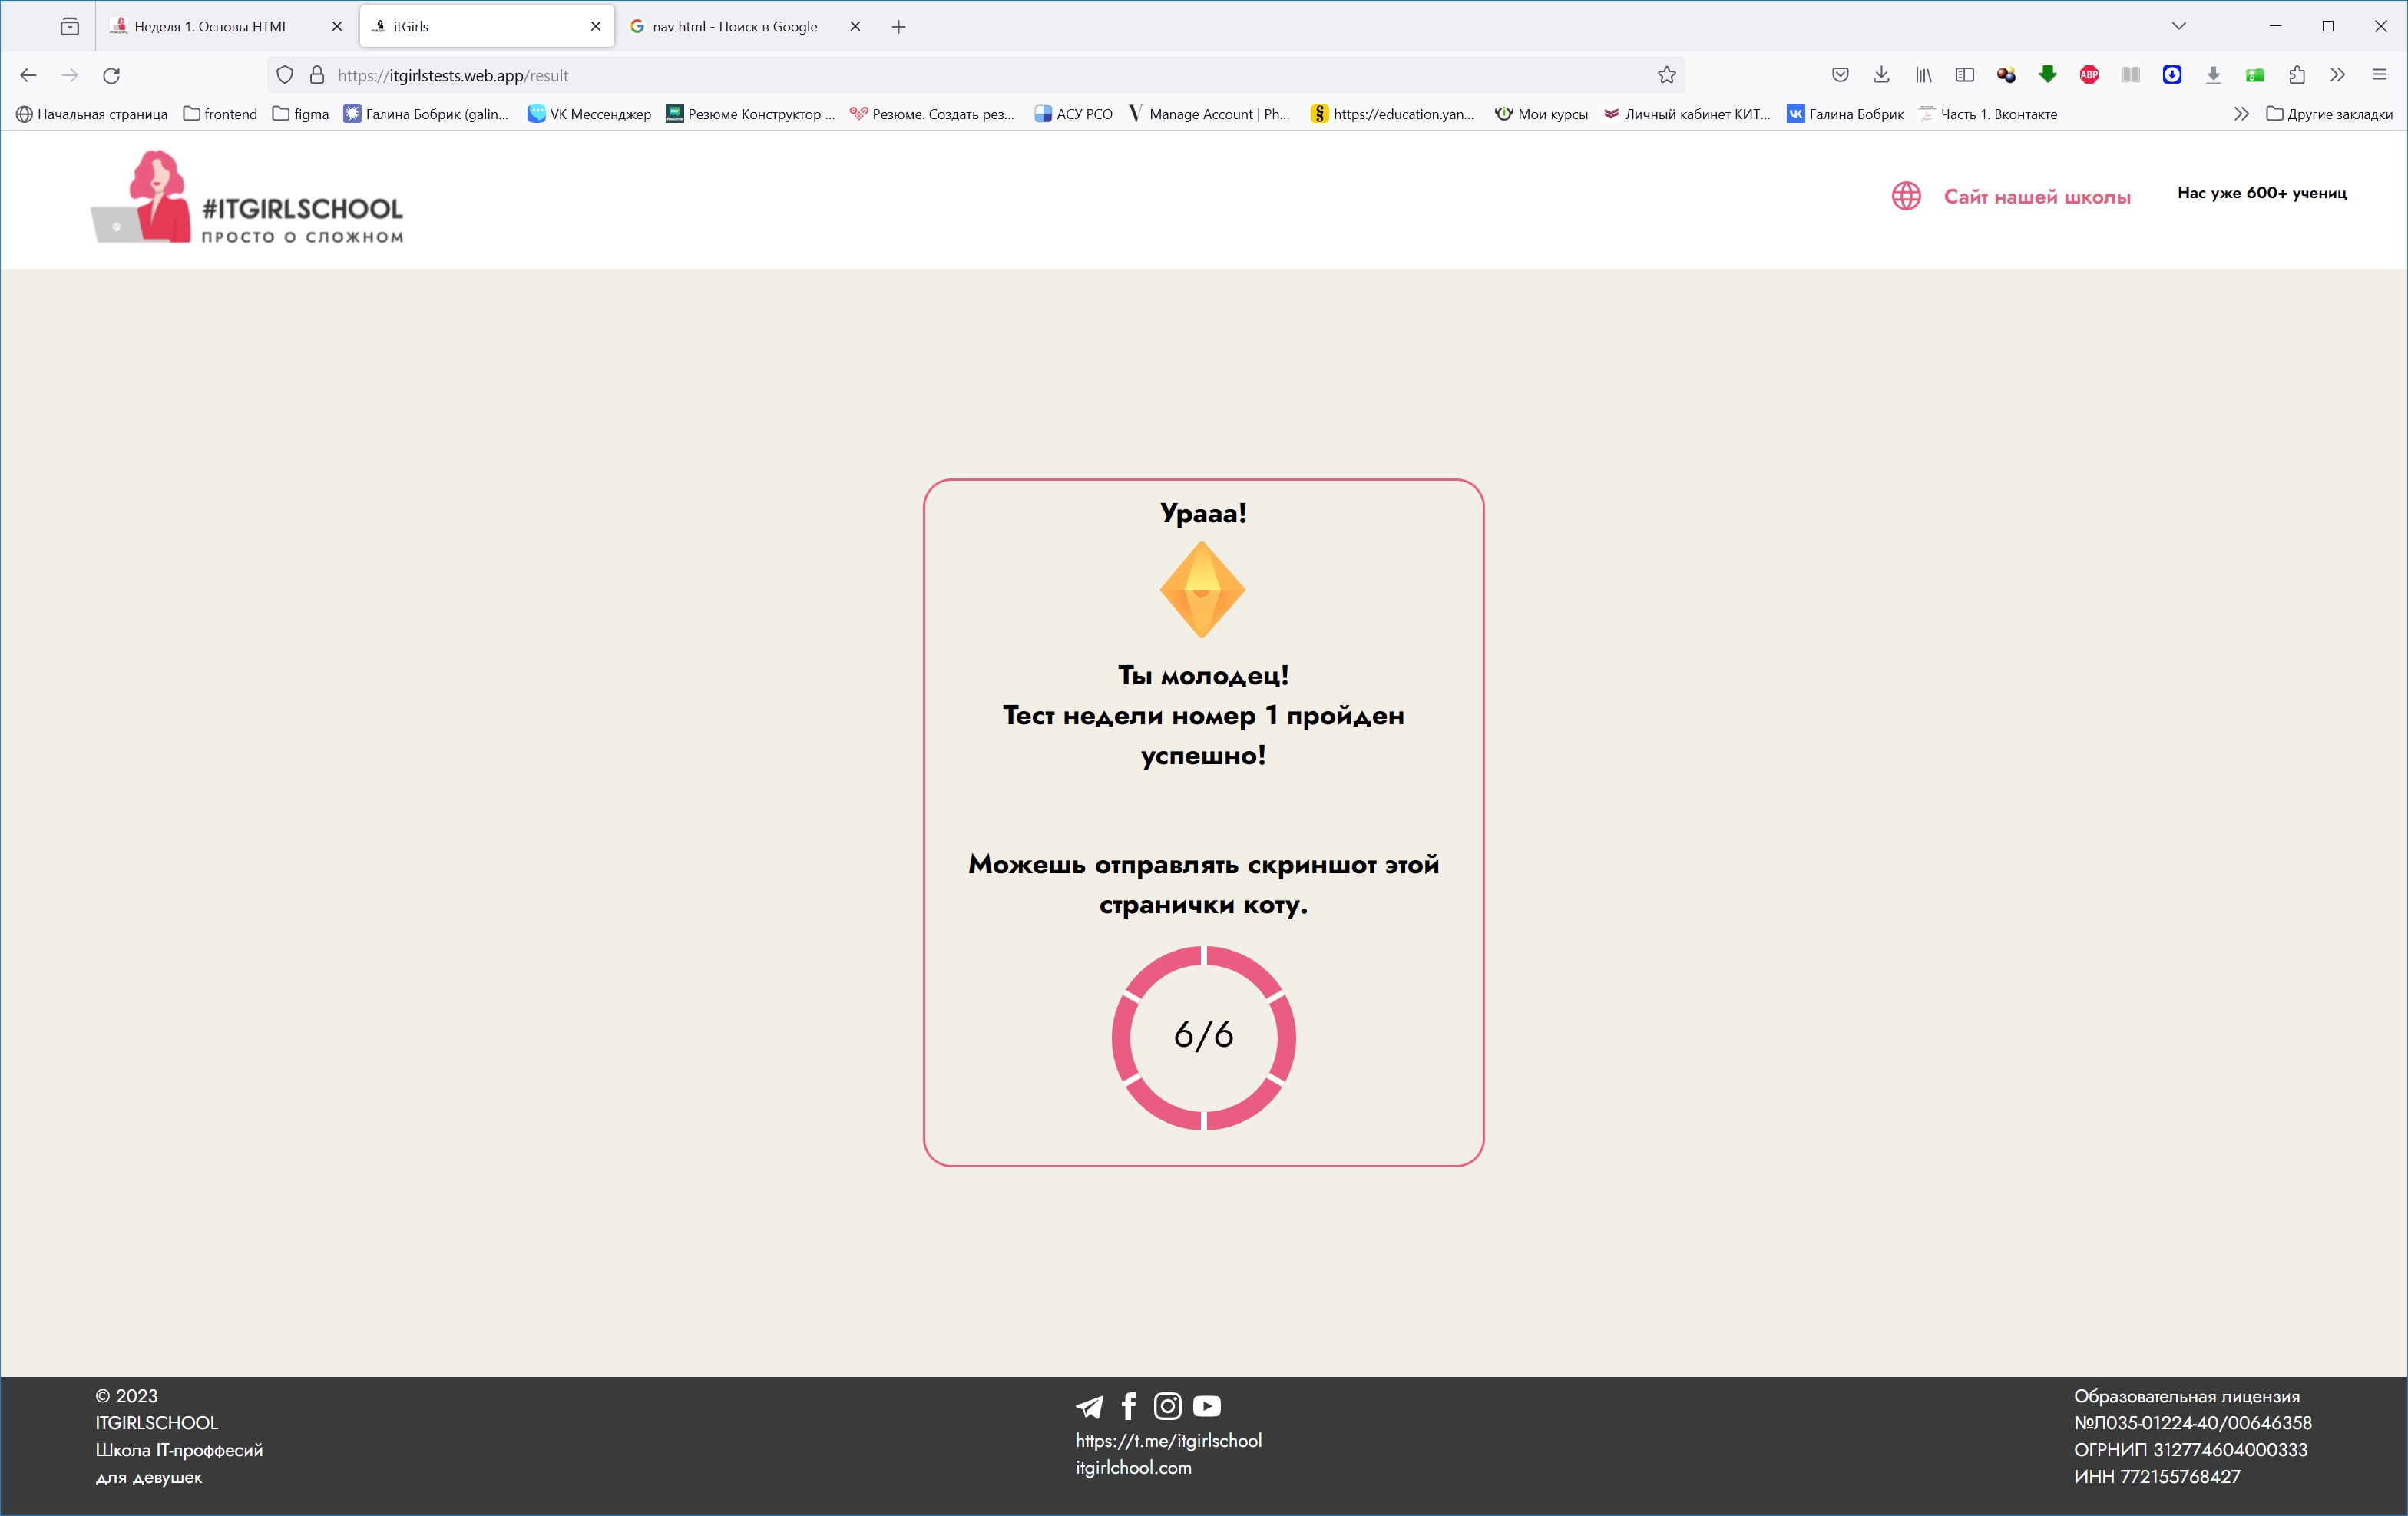 Неделя 1. Основы HTML
itGirls
nav html - Поиск в Google
https://itgirlstests.web.app/result
ABP
Начальная страница
frontend
figma
Галина Бобрик (galin...
VK Мессенджер
Резюме Конструктор ...
Резюме. Создать рез...
АСУ РСО
Manage Account | Ph...
https://education.yan...
Мои курсы
Личный кабинет КИТ...
Галина Бобрик
Часть 1. Вконтакте
Другие закладки
#ITGIRLSCHOOL
ПРОСТО О СЛОЖНОМ
Сайт нашей школы
Нас уже 600+ учениц
Урааа!
Ты молодец!
Тест недели номер 1 пройден
успешно!
Можешь отправлять скриншот этой
странички коту.
6/6
© 2023
ITGIRLSCHOOL
Школа IT-проффесий
для девушек
https://t.me/itgirlschool
itgirlchool.com
Образовательная лицензия
№Л035-01224-40/00646358
ОГРНИП 312774604000333
ИНН 772155768427